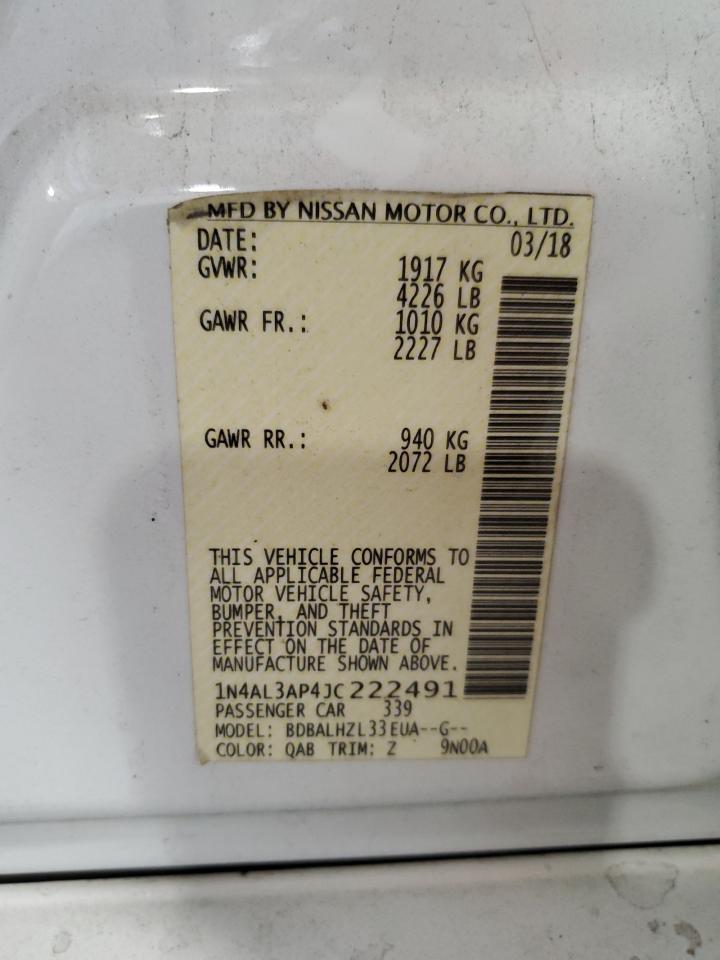 MFD BY NISSAN MOTOR CO., LTD.
DATE: 03/18
GVWR: 1917 KG
4226 LB
GAWR FR.: 1010 KG
2227 LB
GAWR RR.: 940 KG
2072 LB
THIS VEHICLE CONFORMS TO
ALL APPLICABLE FEDERAL
MOTOR VEHICLE SAFETY,
BUMPER, AND THEFT
PREVENTION STANDARDS IN
EFFECT ON THE DATE OF
MANUFACTURE SHOWN ABOVE.
1N4AL3AP4JC222491
PASSENGER CAR 339
MODEL: BDBALHZL33EUA--G--
COLOR: QAB TRIM: Z 9N00A